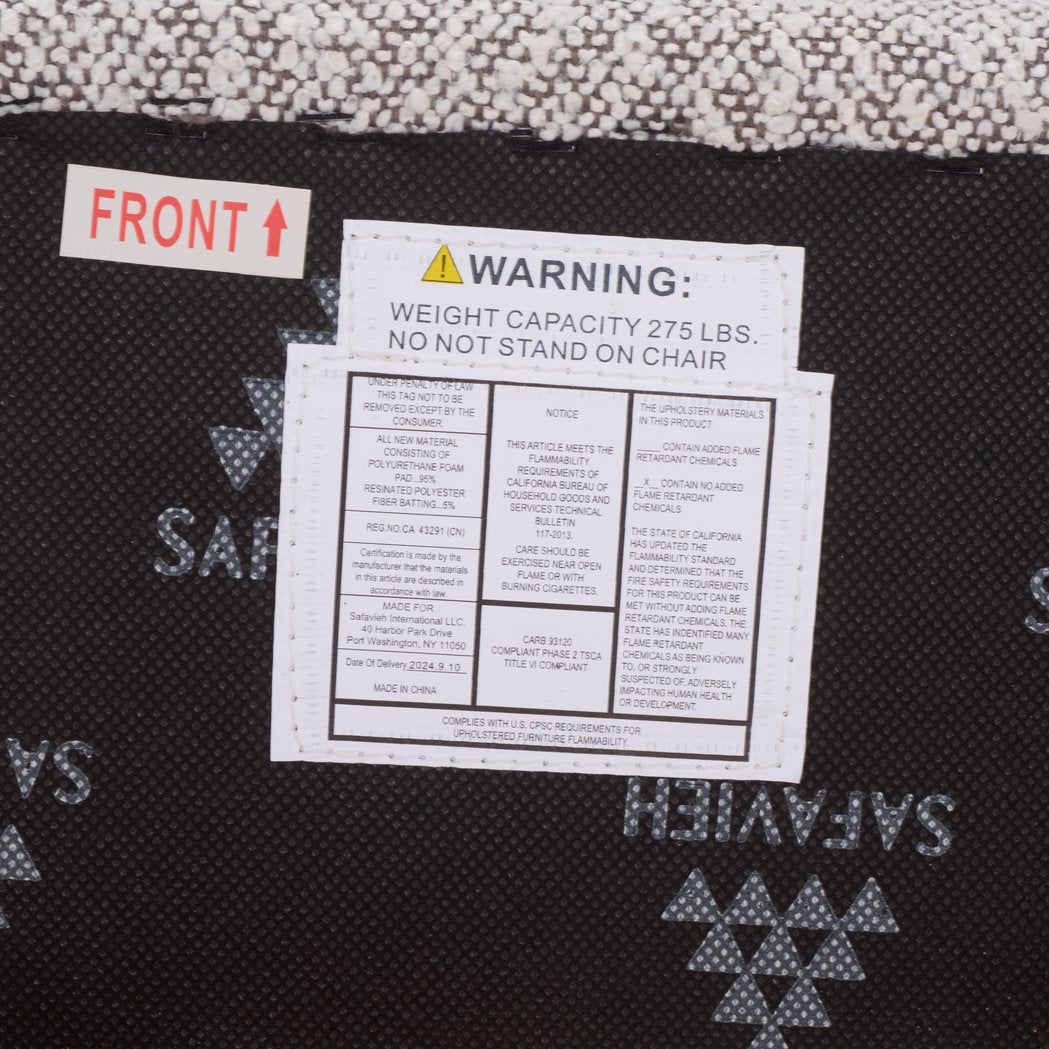 FRONT
WARNING:
WEIGHT CAPACITY 275 LBS.
NO NOT STAND ON CHAIR
UNDER PENALTY OF LAW
THIS TAG NOT TO BE
REMOVED EXCEPT BY THE
CONSUMER.
ALL NEW MATERIAL
CONSISTING OF
POLYURETHANE FOAM
PAD...95%
RESINATED POLYESTER
FIBER BATTING...5%
REG.NO.CA 43291 (CN)
Certification is made by the
manufacturer that the materials
in this article are described in
accordance with law.
MADE FOR
Safavieh International LLC.
40 Harbor Park Drive
Port Washington, NY 11050
Date Of Delivery 2024.9.10
MADE IN CHINA
NOTICE
THIS ARTICLE MEETS THE
FLAMMABILITY
REQUIREMENTS OF
CALIFORNIA BUREAU OF
HOUSEHOLD GOODS AND
SERVICES TECHNICAL
BULLETIN
117-2013.
CARE SHOULD BE
EXERCISED NEAR OPEN
FLAME OR WITH
BURNING CIGARETTES.
CARB 93120
COMPLIANT PHASE 2 TSCA
TITLE VI COMPLIANT
THE UPHOLSTERY MATERIALS
IN THIS PRODUCT:
____ CONTAIN ADDED FLAME
RETARDANT CHEMICALS
__X__ CONTAIN NO ADDED
FLAME RETARDANT
CHEMICALS
THE STATE OF CALIFORNIA
HAS UPDATED THE
FLAMMABILITY STANDARD
AND DETERMINED THAT THE
FIRE SAFETY REQUIREMENTS
FOR THIS PRODUCT CAN BE
MET WITHOUT ADDING FLAME
RETARDANT CHEMICALS. THE
STATE HAS INDENTIFIED MANY
FLAME RETARDANT
CHEMICALS AS BEING KNOWN
TO, OR STRONGLY
SUSPECTED OF, ADVERSELY
IMPACTING HUMAN HEALTH
OR DEVELOPMENT.
COMPLIES WITH U.S. CPSC REQUIREMENTS FOR
UPHOLSTERED FURNITURE FLAMMABILITY.
SAF
SA
SAFAVIEH
S